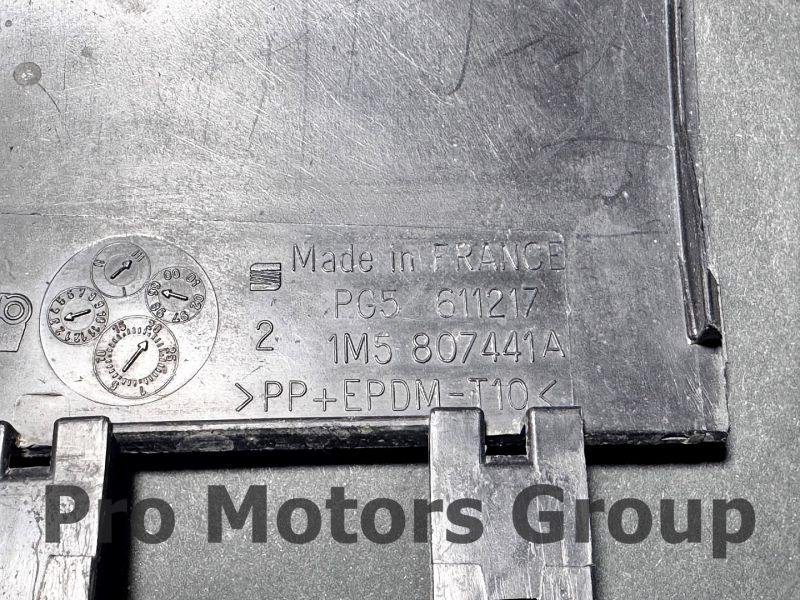 Made in FRANCE
PG5 611217
2 1M5 807441A
>PP+EPDM-T10<
Pro Motors Group